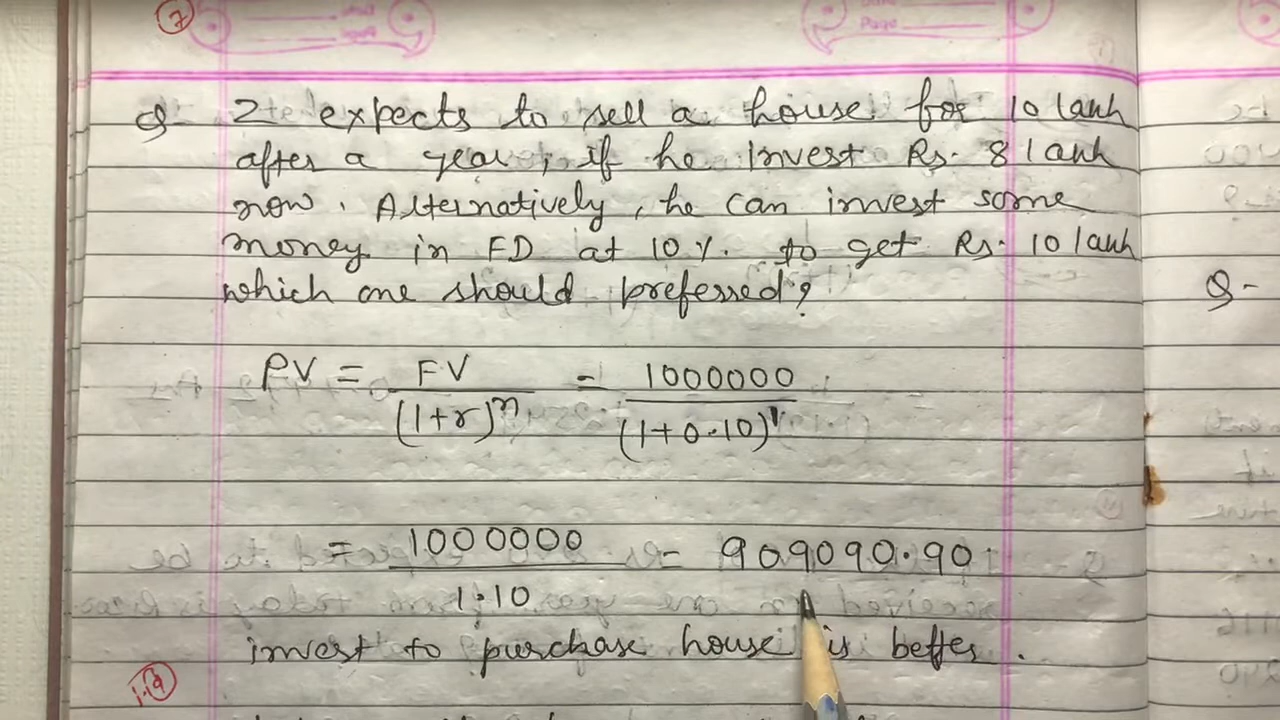 7
Q- Z expects to sell a house for 10 lakh
after a year, if he invest Rs. 8 lakh
now. Alternatively, he can invest some
money in FD at 10 %. to get Rs. 10 lakh
which one should preferred?
PV = FV / (1+r)^n = 1000000 / (1+0.10)^1
= 1000000 / 1.10 = 909090.90
invest to purchase house is better.
Q-